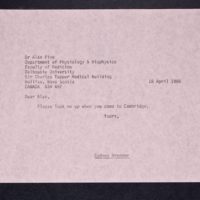 Dr Alan Fine
Department of Physiology & Biophysics
Faculty of Medicine
Dalhousie University
Sir Charles Tupper Medical Building
Halifax, Nova Scotia
CANADA B3H 4H7
18 April 1988
Dear Alan,
Please look me up when you come to Cambridge.
Yours,
Sydney Brenner